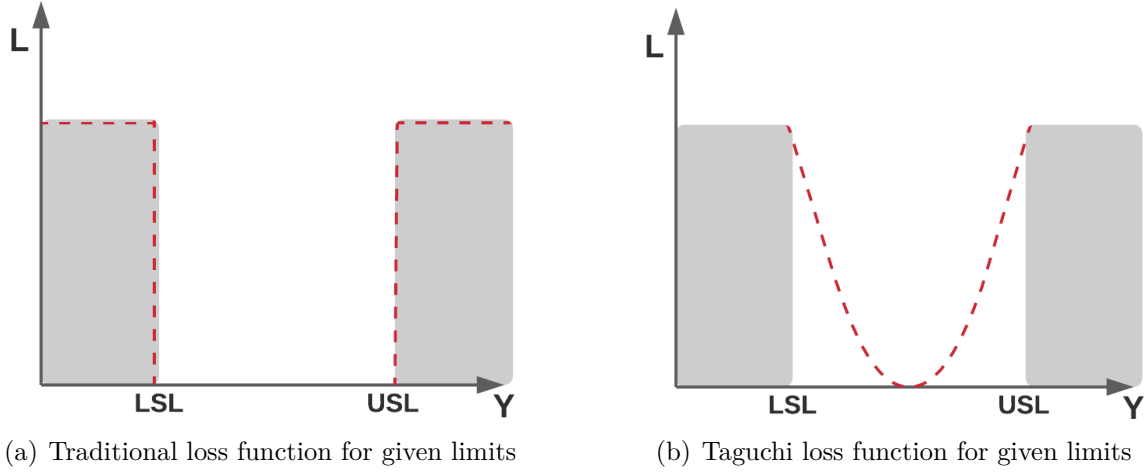 L
LSL
USL
Y
(a) Traditional loss function for given limits
L
LSL
USL
Y
(b) Taguchi loss function for given limits